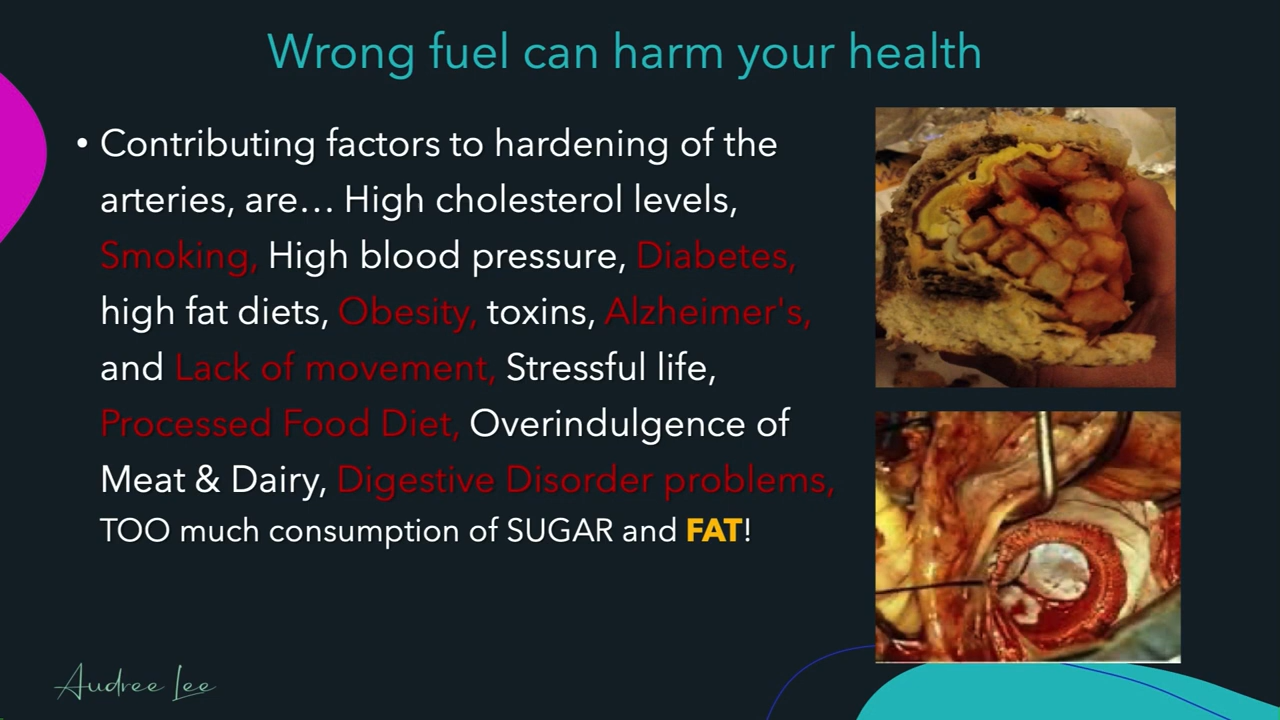 Wrong fuel can harm your health
• Contributing factors to hardening of the
arteries, are... High cholesterol levels,
Smoking, High blood pressure, Diabetes,
high fat diets, Obesity, toxins, Alzheimer's,
and Lack of movement, Stressful life,
Processed Food Diet, Overindulgence of
Meat & Dairy, Digestive Disorder problems,
TOO much consumption of SUGAR and FAT!
Audree Lee